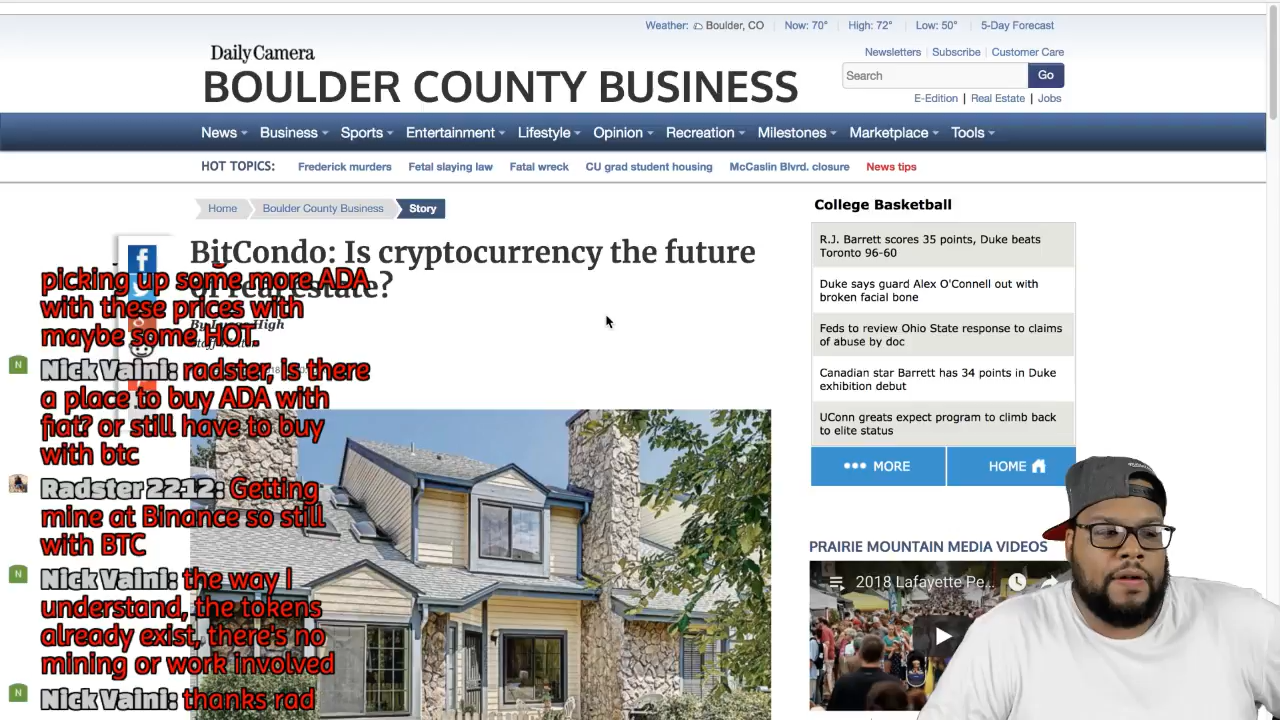 Weather: Boulder, CO Now: 70° High: 72° Low: 50° 5-Day Forecast
Daily Camera
BOULDER COUNTY BUSINESS
Newsletters | Subscribe | Customer Care
Search Go
E-Edition | Real Estate | Jobs
News Business Sports Entertainment Lifestyle Opinion Recreation Milestones Marketplace Tools
HOT TOPICS: Frederick murders Fetal slaying law Fatal wreck CU grad student housing McCaslin Blvrd. closure News tips
Home Boulder County Business Story
BitCondo: Is cryptocurrency the future
of real estate?
picking up some more ADA
with these prices with
maybe some HOT.
Nick Vaini: radster, is there
a place to buy ADA with
fiat? or still have to buy
with btc
Radster 2212: Getting
mine at Binance so still
with BTC
Nick Vaini: the way I
understand, the tokens
already exist, there's no
mining or work involved
Nick Vaini: thanks rad
College Basketball
R.J. Barrett scores 35 points, Duke beats
Toronto 96-60
Duke says guard Alex O'Connell out with
broken facial bone
Feds to review Ohio State response to claims
of abuse by doc
Canadian star Barrett has 34 points in Duke
exhibition debut
UConn greats expect program to climb back
to elite status
MORE HOME
PRAIRIE MOUNTAIN MEDIA VIDEOS
2018 Lafayette Pe...